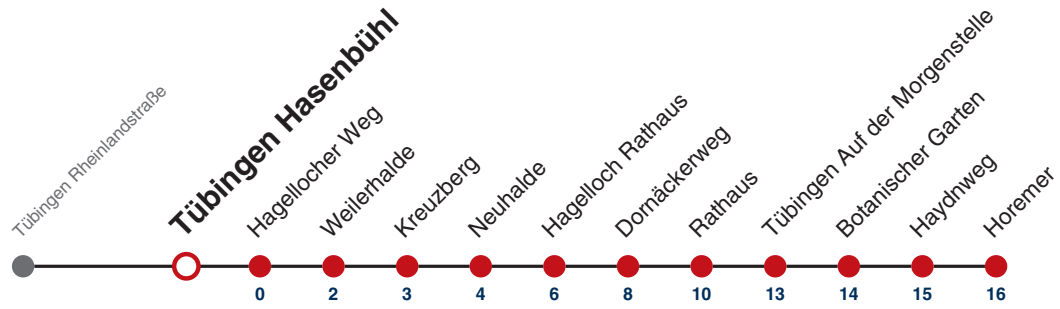 Tübingen Rheinlandstraße
Tübingen Hasenbühl
Hagellocher Weg
Weilerhalde
Kreuzberg
Neuhalde
Hagelloch Rathaus
Dornäckerweg
Rathaus
Tübingen Auf der Morgenstelle
Botanischer Garten
Haydnweg
Horemer
0 2 3 4 6 8 10 13 14 15 16